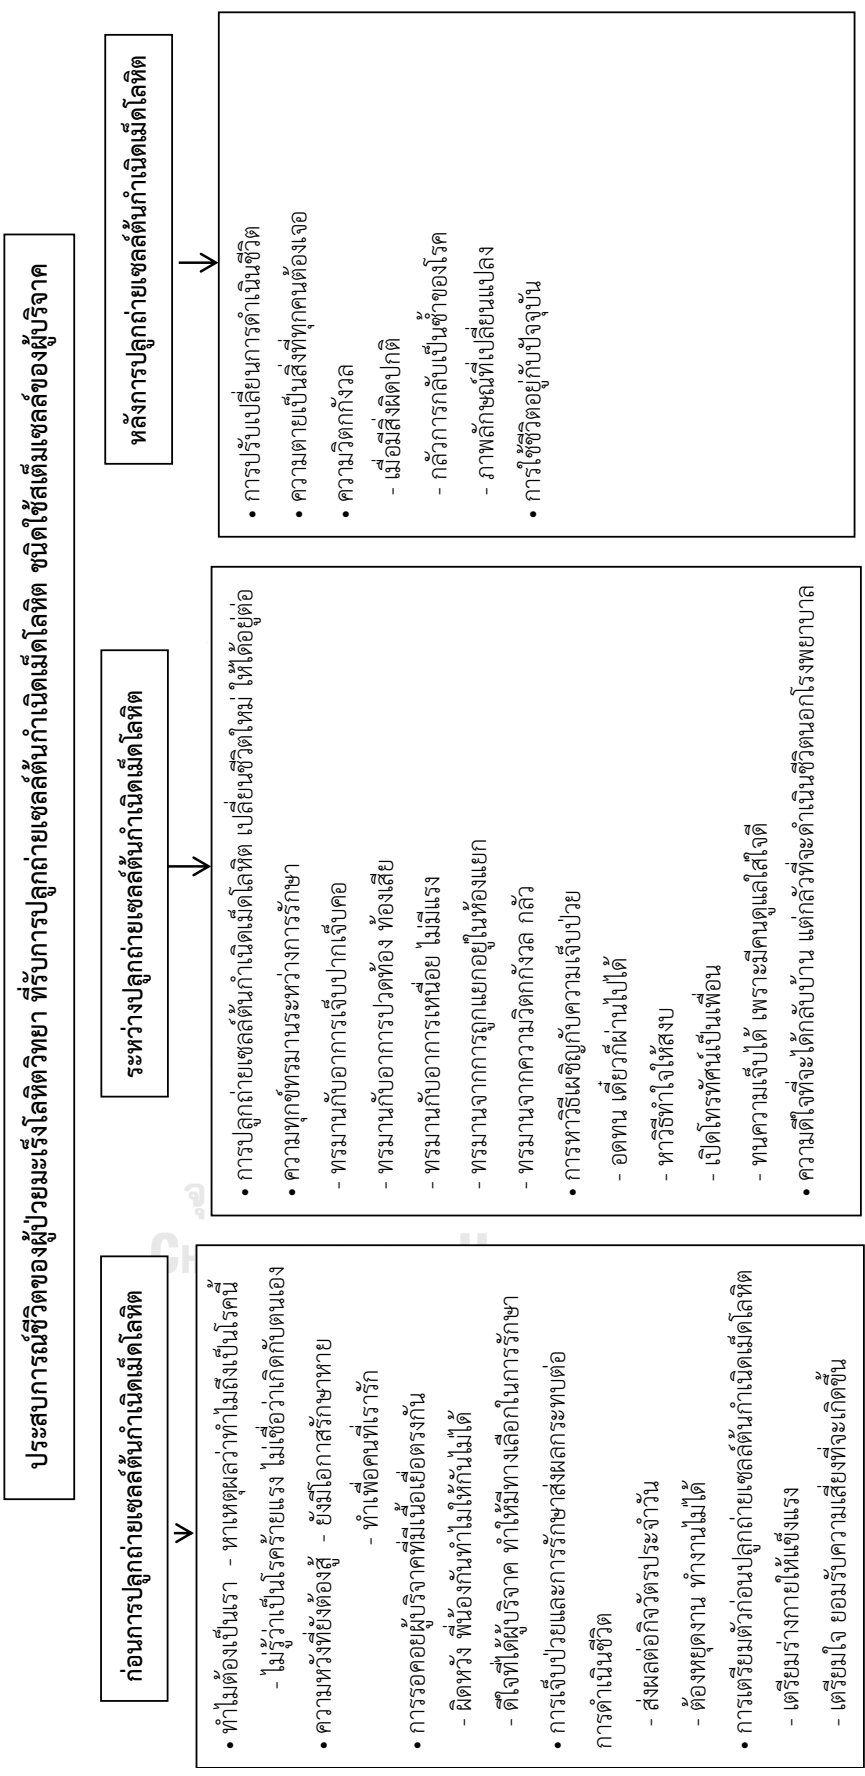 ประสบการณ์ชีวิตของผู้ป่วยมะเร็งโลหิตวิทยา ที่รับการปลูกถ่ายเซลล์ต้นกำเนิดเม็ดโลหิต ชนิดใช้สเต็มเซลล์ของผู้บริจาค
ก่อนการปลูกถ่ายเซลล์ต้นกำเนิดเม็ดโลหิต
• ทำไมต้องเป็นเรา - หาเหตุผลว่าทำไมถึงเป็นโรคนี้
- ไม่รู้ว่าเป็นโรคร้ายแรง ไม่เชื่อว่าเกิดกับตนเอง
• ความหวังที่ยังต้องสู้ - ยังมีโอกาสรักษาหาย
- ทำเพื่อคนที่เรารัก
• การรอคอยผู้บริจาคที่มีเนื้อเยื่อตรงกัน
- ผิดหวัง พี่น้องกันทำไมให้กันไม่ได้
- ดีใจที่ได้ผู้บริจาค ทำให้มีทางเลือกในการรักษา
• การเจ็บป่วยและการรักษาส่งผลกระทบต่อ
การดำเนินชีวิต
- ส่งผลต่อกิจวัตรประจำวัน
- ต้องหยุดงาน ทำงานไม่ได้
• การเตรียมตัวก่อนปลูกถ่ายเซลล์ต้นกำเนิดเม็ดโลหิต
- เตรียมร่างกายให้แข็งแรง
- เตรียมใจ ยอมรับความเสี่ยงที่จะเกิดขึ้น
ระหว่างปลูกถ่ายเซลล์ต้นกำเนิดเม็ดโลหิต
• การปลูกถ่ายเซลล์ต้นกำเนิดเม็ดโลหิต เปลี่ยนชีวิตใหม่ ให้ได้อยู่ต่อ
• ความทุกข์ทรมานระหว่างการรักษา
- ทรมานกับอาการเจ็บปากเจ็บคอ
- ทรมานกับอาการปวดท้อง ท้องเสีย
- ทรมานกับอาการเหนื่อย ไม่มีแรง
- ทรมานจากการถูกแยกอยู่ในห้องแยก
- ทรมานจากความวิตกกังวล กลัว
• การหาวิธีเผชิญกับความเจ็บป่วย
- อดทน เดี๋ยวก็ผ่านไปได้
- หาวิธีทำใจให้สงบ
- เปิดโทรทัศน์เป็นเพื่อน
- ทนความเจ็บได้ เพราะมีคนดูแลใส่ใจดี
• ความดีใจที่จะได้กลับบ้าน แต่กลัวที่จะดำเนินชีวิตนอกโรงพยาบาล
หลังการปลูกถ่ายเซลล์ต้นกำเนิดเม็ดโลหิต
• การปรับเปลี่ยนการดำเนินชีวิต
• ความตายเป็นสิ่งที่ทุกคนต้องเจอ
• ความวิตกกังวล
- เมื่อมีสิ่งผิดปกติ
- กลัวการกลับเป็นซ้ำของโรค
- ภาพลักษณ์ที่เปลี่ยนแปลง
• การใช้ชีวิตอยู่กับปัจจุบัน